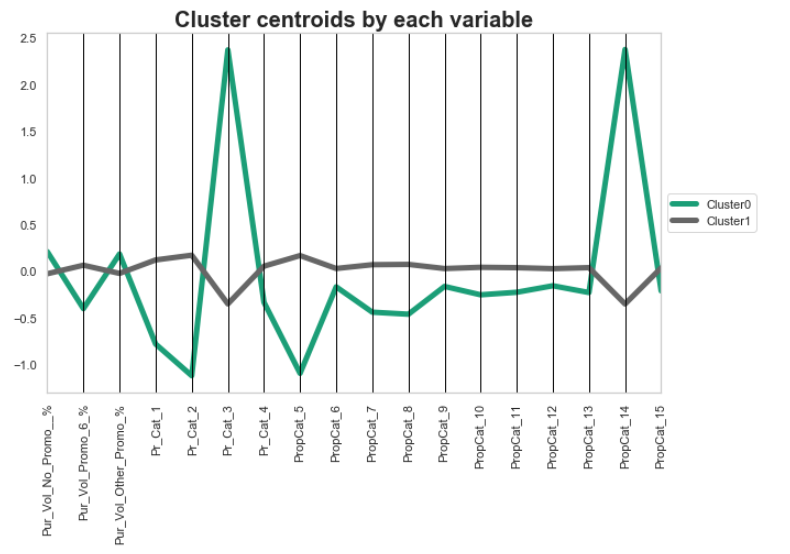 Cluster centroids by each variable
2.5
2.0
1.5
1.0
0.5
0.0
−0.5
−1.0
Cluster0
Cluster1
Pur_Vol_No_Promo__%
Pur_Vol_Promo_6_%
Pur_Vol_Other_Promo_%
Pr_Cat_1
Pr_Cat_2
Pr_Cat_3
Pr_Cat_4
PropCat_5
PropCat_6
PropCat_7
PropCat_8
PropCat_9
PropCat_10
PropCat_11
PropCat_12
PropCat_13
PropCat_14
PropCat_15